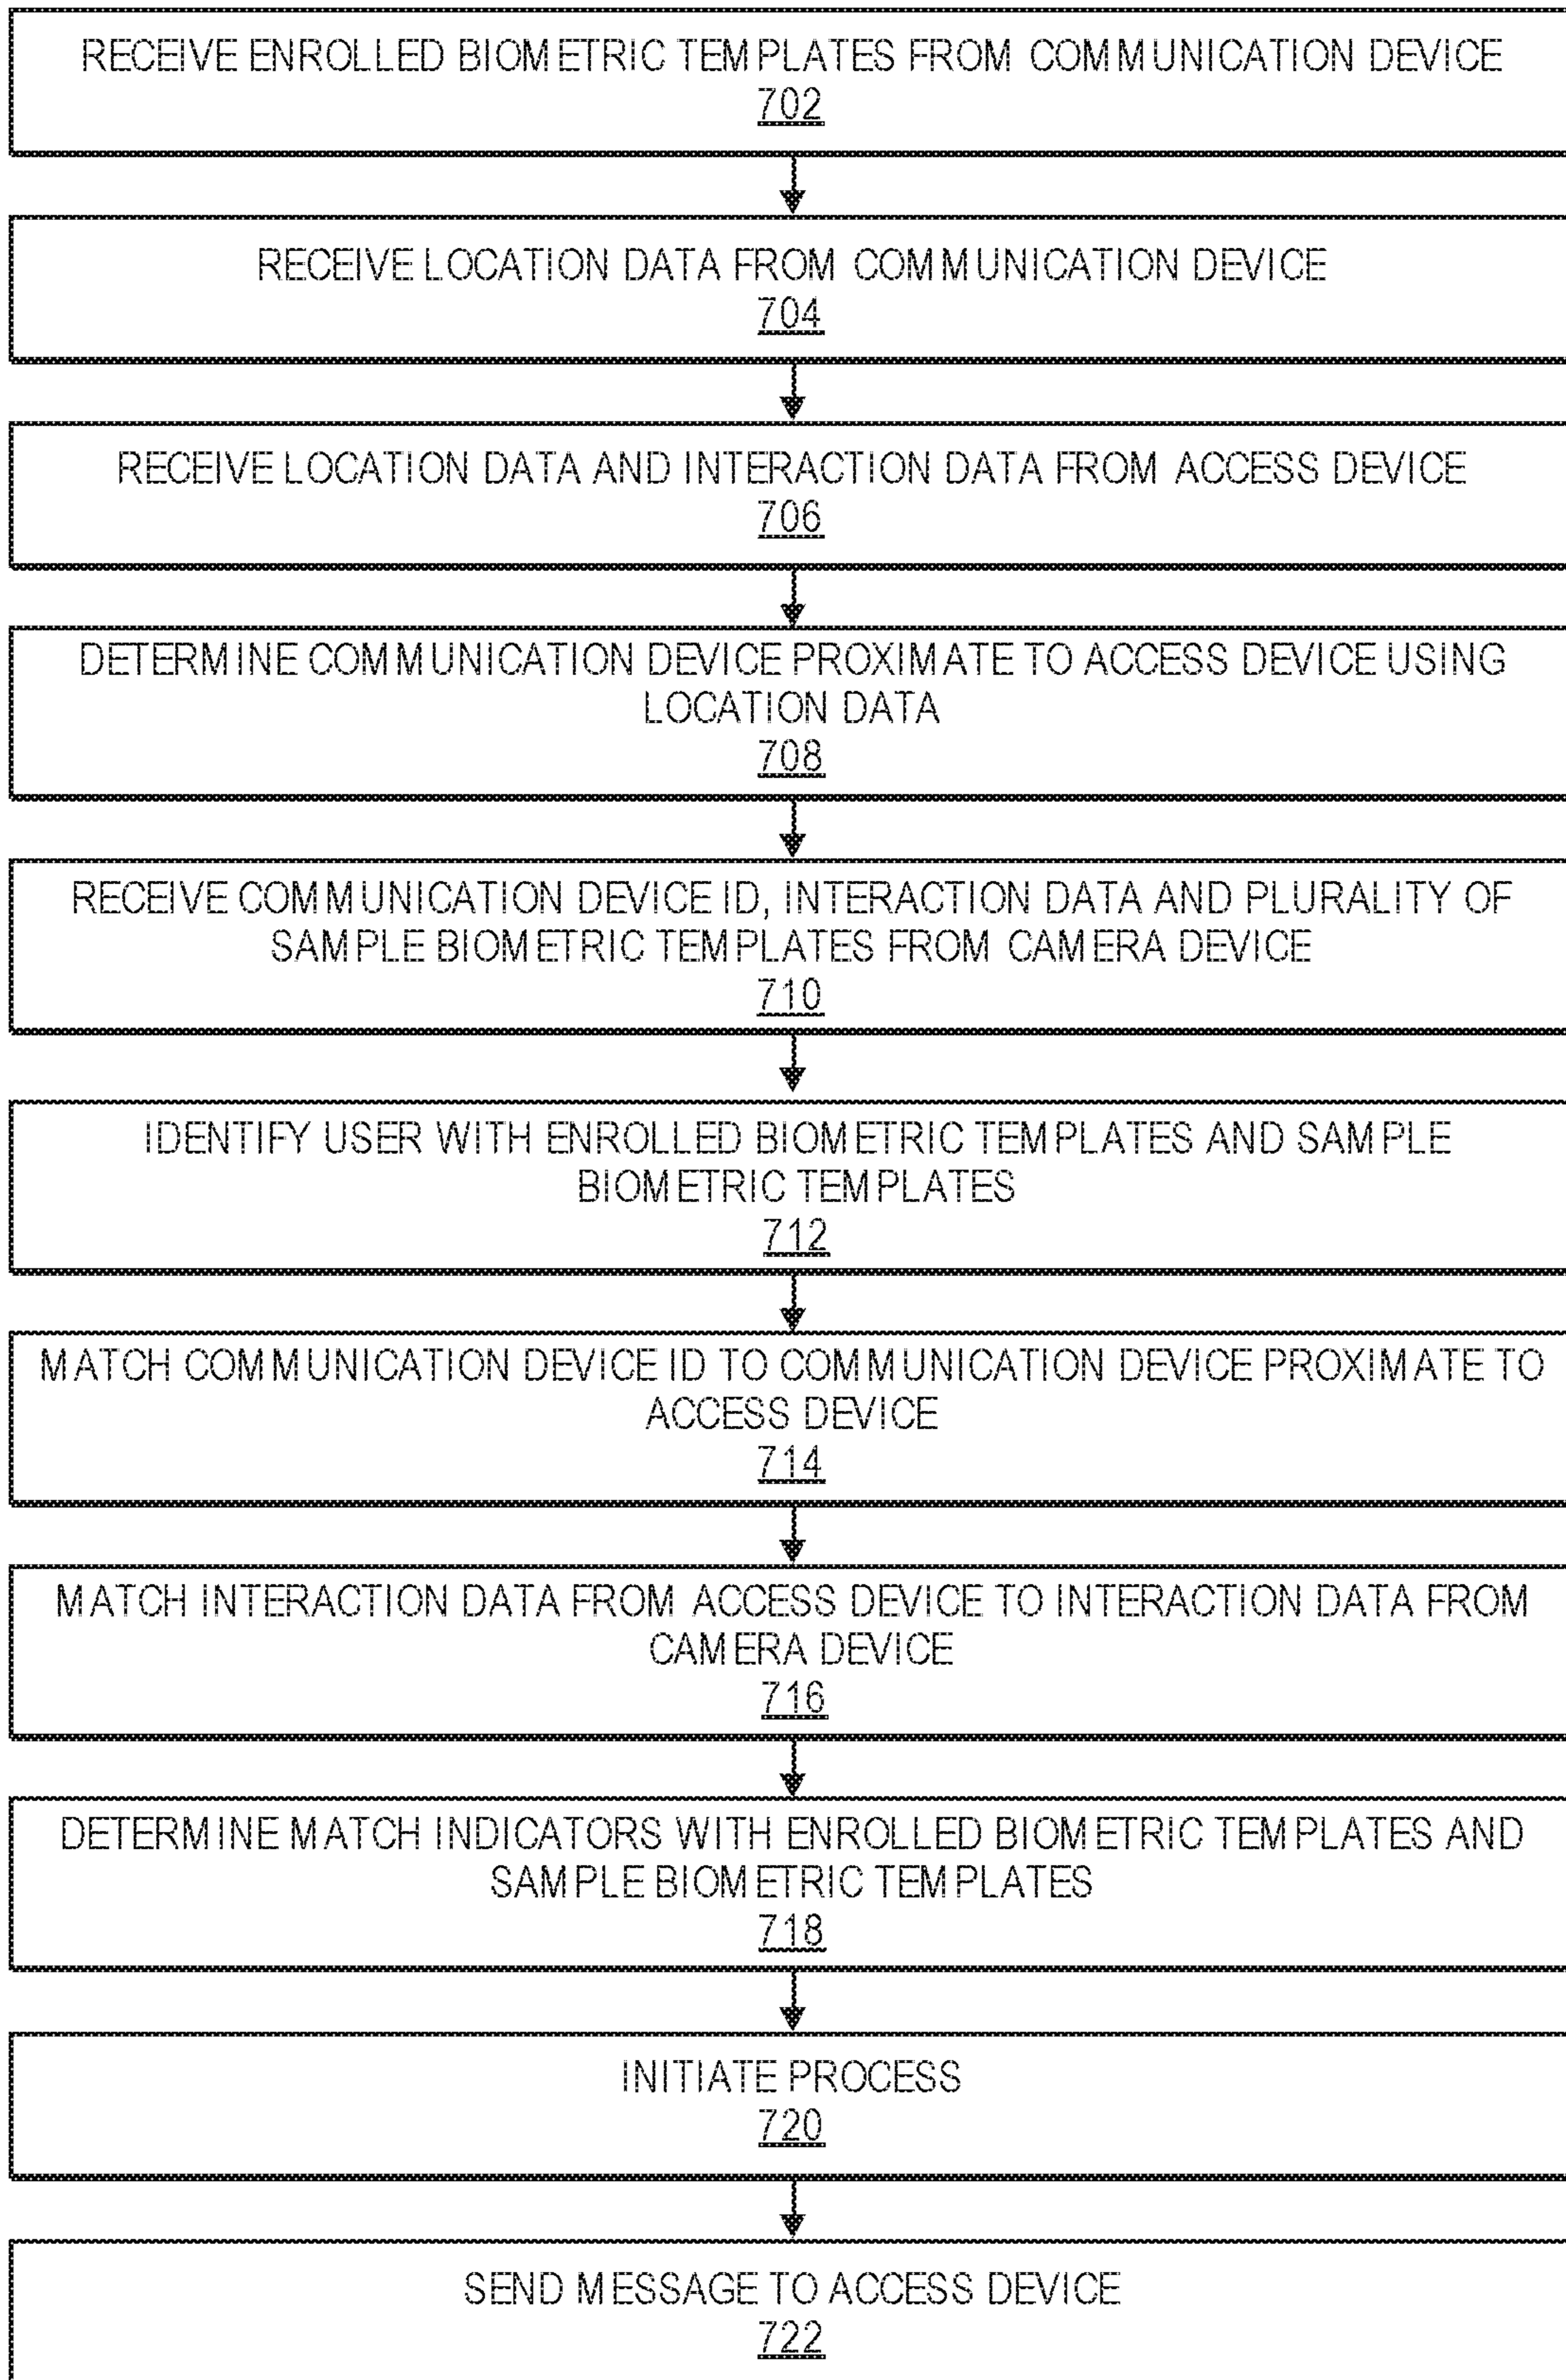 RECEIVE ENROLLED BIOMETRIC TEMPLATES FROM COMMUNICATION DEVICE
702
RECEIVE LOCATION DATA FROM COMMUNICATION DEVICE
704
RECEIVE LOCATION DATA AND INTERACTION DATA FROM ACCESS DEVICE
706
DETERMINE COMMUNICATION DEVICE PROXIMATE TO ACCESS DEVICE USING
LOCATION DATA
708
RECEIVE COMMUNICATION DEVICE ID, INTERACTION DATA AND PLURALITY OF
SAMPLE BIOMETRIC TEMPLATES FROM CAMERA DEVICE
710
IDENTIFY USER WITH ENROLLED BIOMETRIC TEMPLATES AND SAMPLE
BIOMETRIC TEMPLATES
712
MATCH COMMUNICATION DEVICE ID TO COMMUNICATION DEVICE PROXIMATE TO
ACCESS DEVICE
714
MATCH INTERACTION DATA FROM ACCESS DEVICE TO INTERACTION DATA FROM
CAMERA DEVICE
716
DETERMINE MATCH INDICATORS WITH ENROLLED BIOMETRIC TEMPLATES AND
SAMPLE BIOMETRIC TEMPLATES
718
INITIATE PROCESS
720
SEND MESSAGE TO ACCESS DEVICE
722